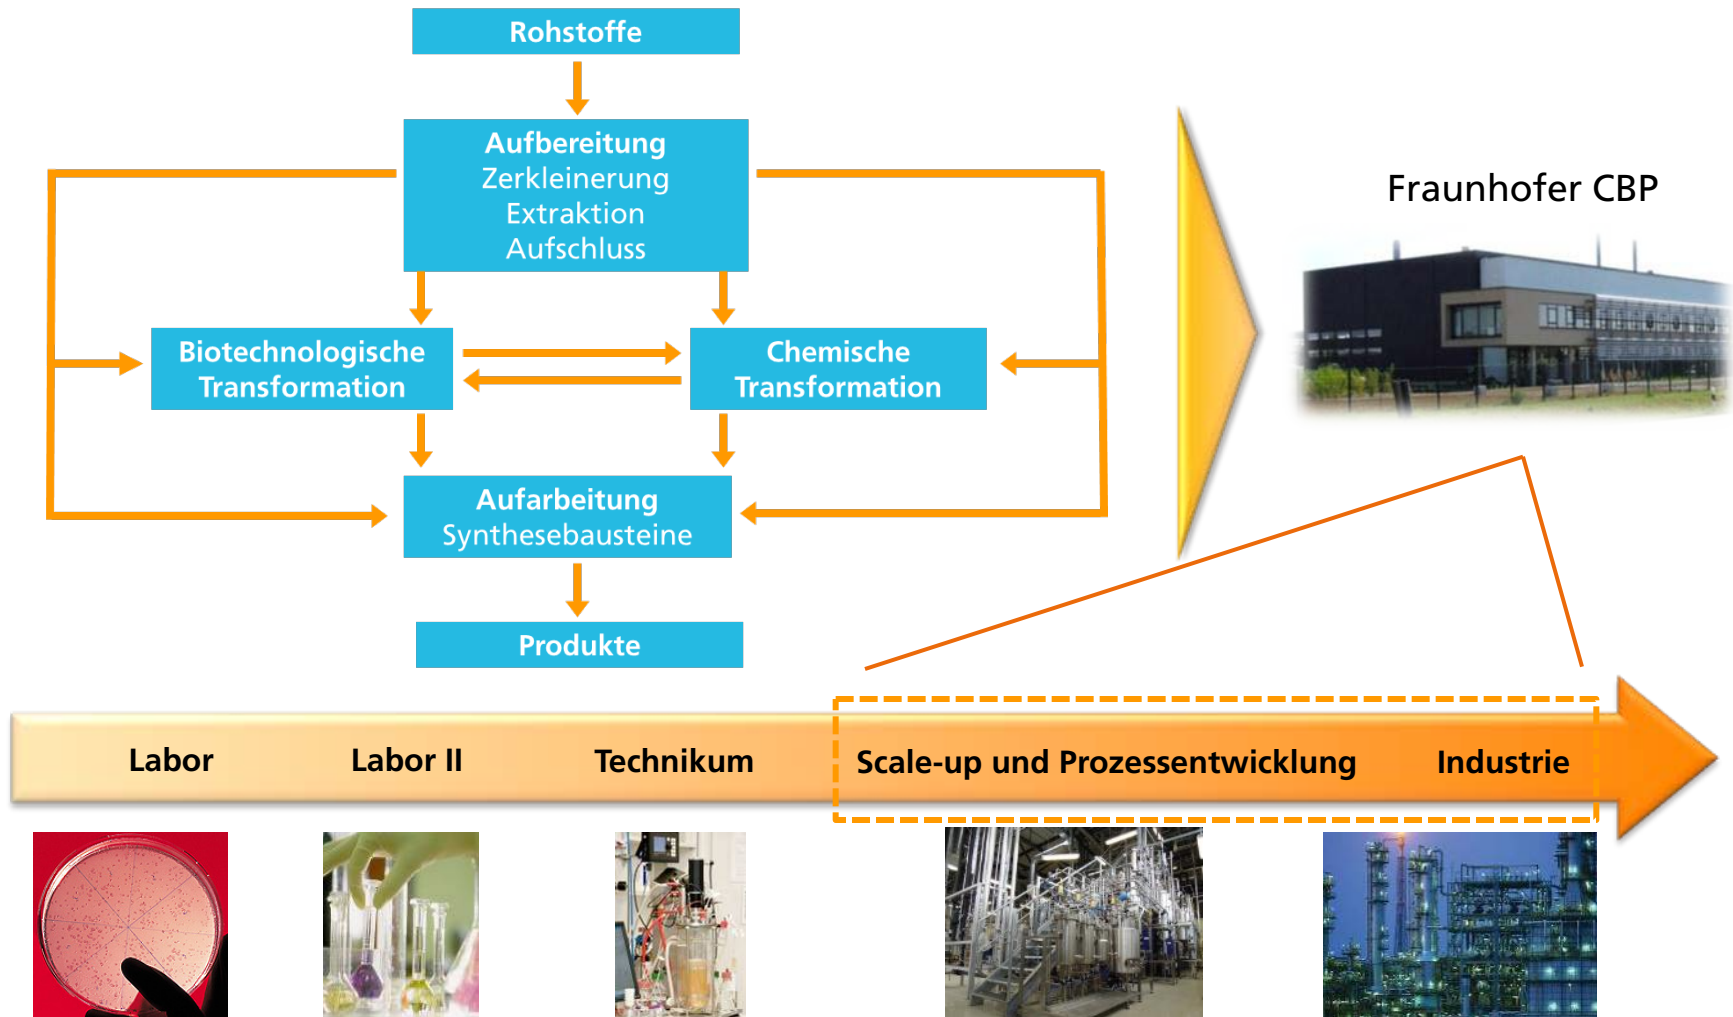 Rohstoffe
Aufbereitung
Zerkleinerung
Extraktion
Aufschluss
Biotechnologische
Transformation
Chemische
Transformation
Aufarbeitung
Synthesebausteine
Produkte
Fraunhofer CBP
Labor
Labor II
Technikum
Scale-up und Prozessentwicklung
Industrie